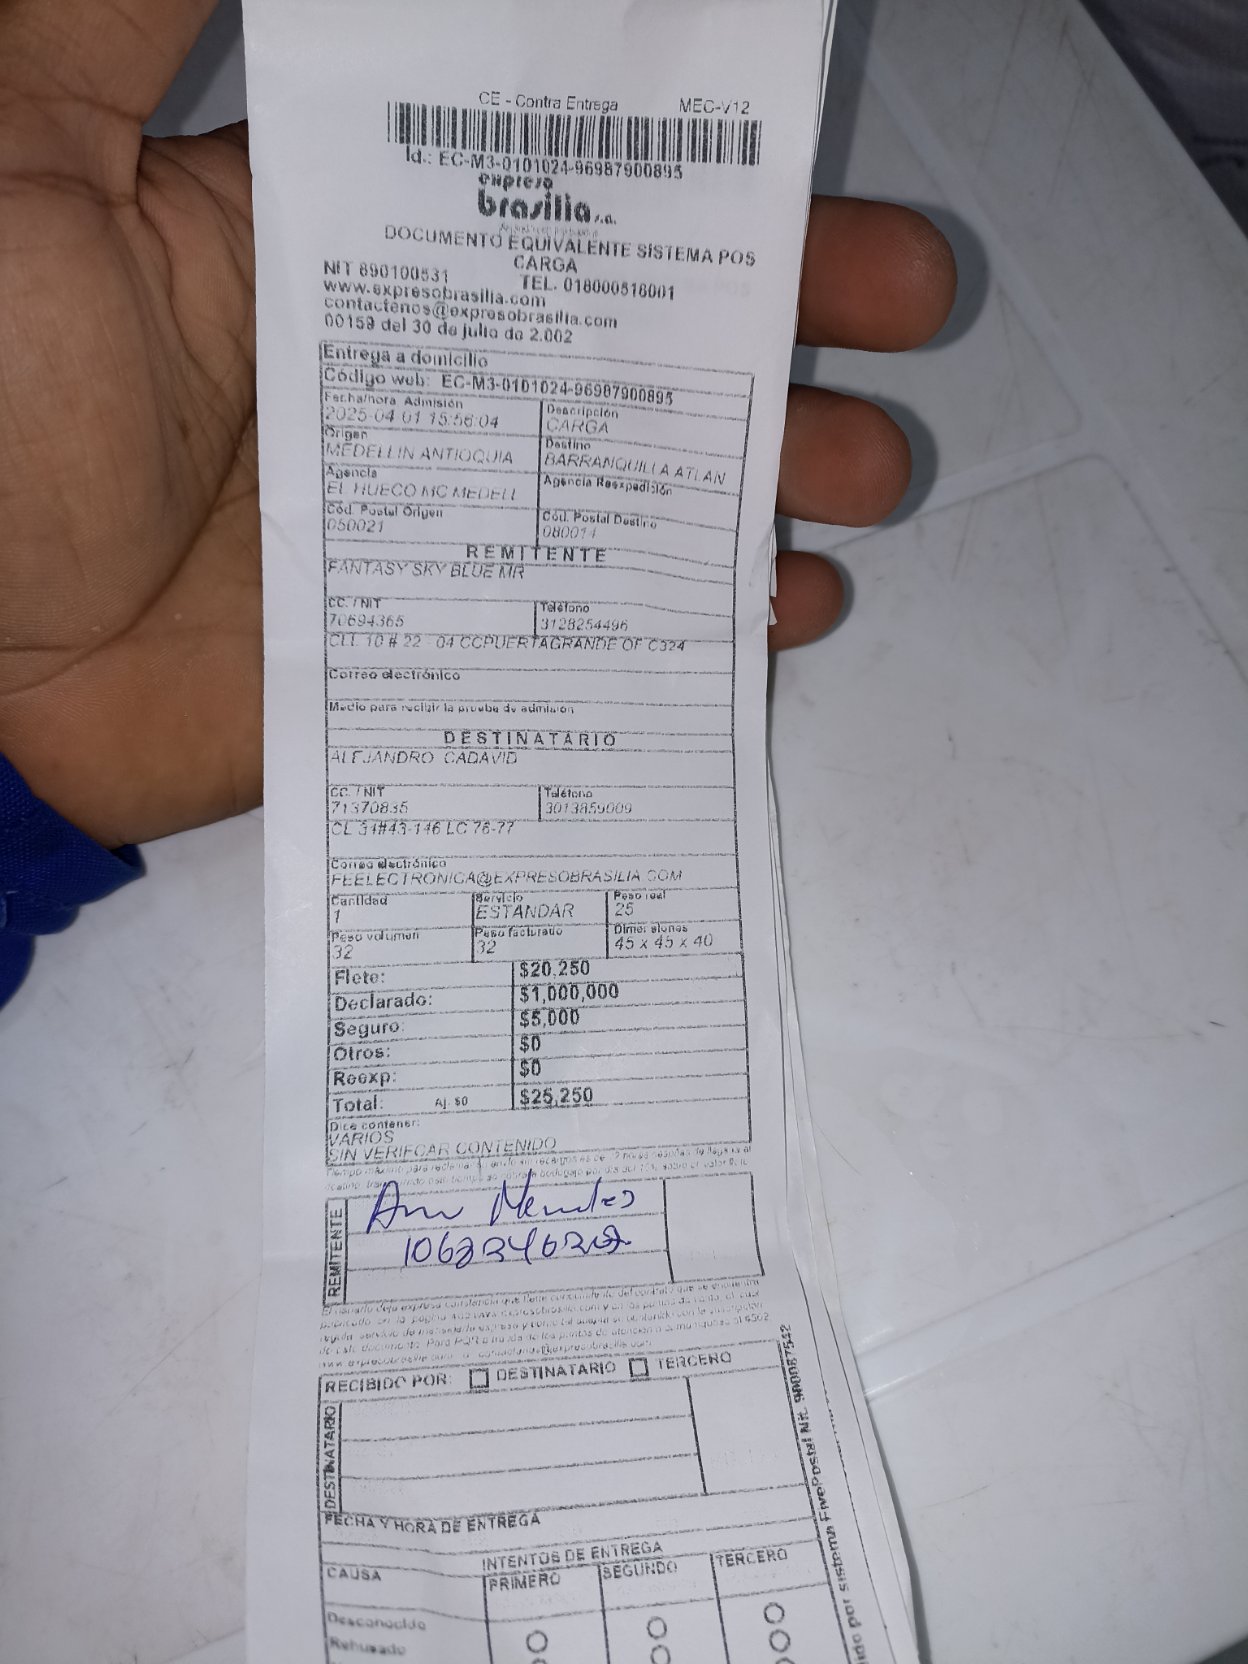 CE - Contra Entrega MEC-V12
Id.: EC-M3-0101024-96987900895
expreso
brasilia s.a.
DOCUMENTO EQUIVALENTE SISTEMA POS
CARGA
NIT 890100531 TEL. 018000518001
www.expresobrasilia.com
contactenos@expresobrasilia.com
00159 del 30 de julio de 2.002
Entrega a domicilio
Código web: EC-M3-0101024-96987900895
Fecha/hora Admisión Descripción
2025-04-01 15:56:04 CARGA
Origen Destino
MEDELLIN ANTIOQUIA BARRANQUILLA ATLAN
Agencia Agencia Reexpedición
EL HUECO MC MEDELL
Cód. Postal Origen Cód. Postal Destino
050021 080014
REMITENTE
FANTASY SKY BLUE MR
CC. / NIT Teléfono
70694365 3128254496
CLL 10 # 22 - 04 CCPUERTAGRANDE OF C324
Correo electrónico
Medio para recibir la prueba de admisión
DESTINATARIO
ALEJANDRO CADAVID
CC. / NIT Teléfono
71370835 3013859009
CL 34#43-146 LC 76-77
Correo electrónico
FEELECTRONICA@EXPRESOBRASILIA.COM
Cantidad Servicio Peso real
1 ESTANDAR 25
Peso volumen Peso facturado Dimensiones
32 32 45 x 45 x 40
Flete: $20,250
Declarado: $1,000,000
Seguro: $5,000
Otros: $0
Reexp: $0
Total: Aj. $0 $25,250
Dice contener:
VARIOS
SIN VERIFCAR CONTENIDO
REMITENTE
RECIBIDO POR: DESTINATARIO TERCERO
DESTINATARIO
FECHA Y HORA DE ENTREGA
INTENTOS DE ENTREGA
CAUSA PRIMERO SEGUNDO TERCERO
Desconocido
Rehusado
por sistema FivePostal Nit. 900087542